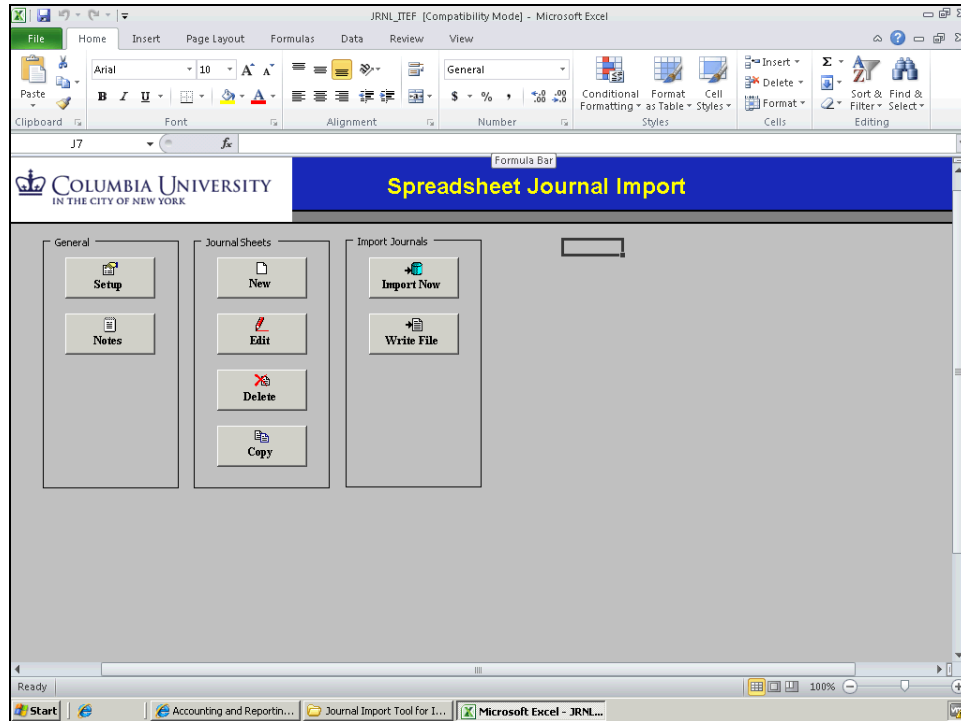 JRNL_ITEF [Compatibility Mode] - Microsoft Excel
File Home Insert Page Layout Formulas Data Review View
Paste
Arial 10
B I U
General
$ % ,
Conditional Formatting
Format as Table
Cell Styles
Insert
Delete
Format
Sort & Filter
Find & Select
Clipboard Font Alignment Number Styles Cells Editing
J7 fx
Formula Bar
COLUMBIA UNIVERSITY
IN THE CITY OF NEW YORK
Spreadsheet Journal Import
General
Setup
Notes
Journal Sheets
New
Edit
Delete
Copy
Import Journals
Import Now
Write File
Ready 100%
Start Accounting and Reportin... Journal Import Tool for I... Microsoft Excel - JRNL...